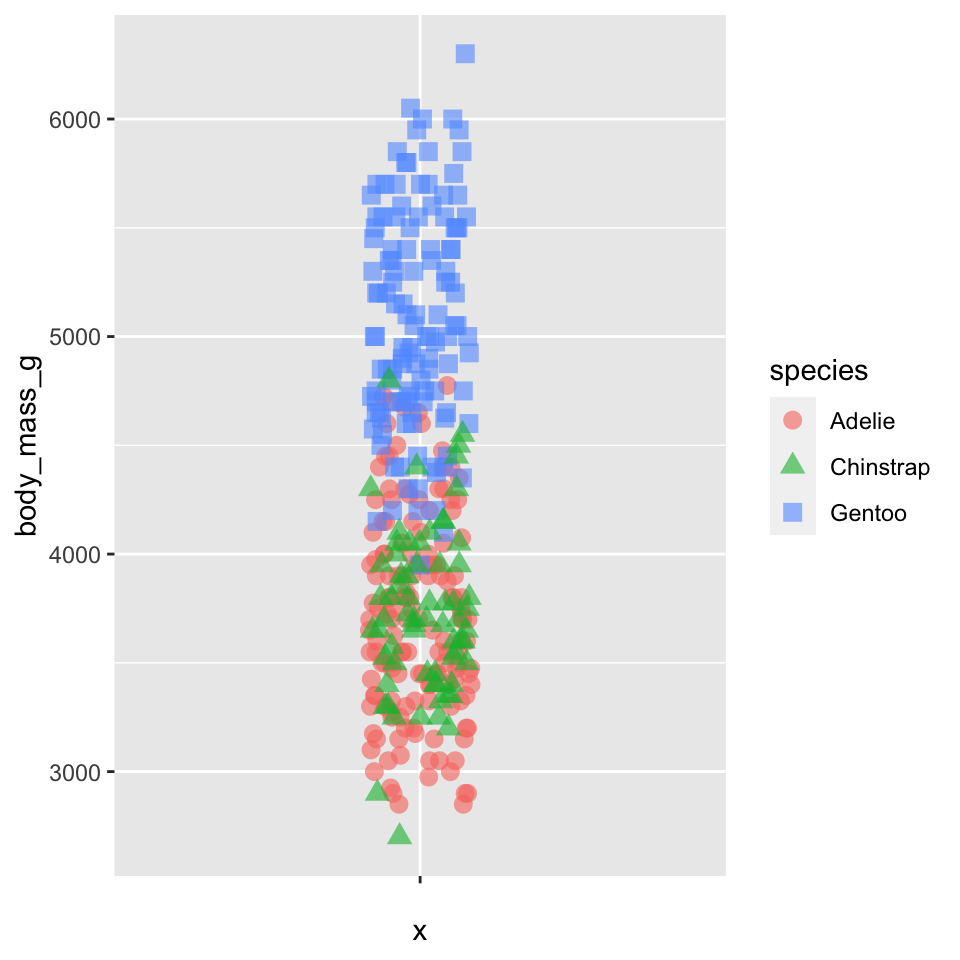 body_mass_g
6000
5000
4000
3000
x
species
Adelie
Chinstrap
Gentoo